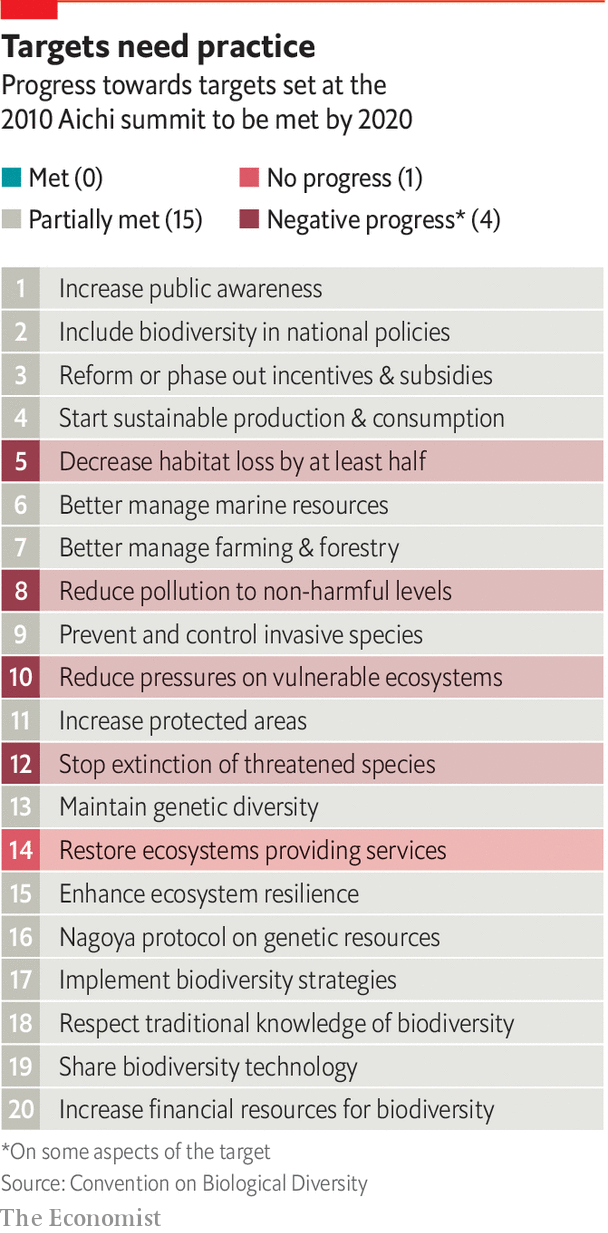 Targets need practice
Progress towards targets set at the
2010 Aichi summit to be met by 2020
Met (0)
No progress (1)
Partially met (15)
Negative progress* (4)
1 Increase public awareness
2 Include biodiversity in national policies
3 Reform or phase out incentives & subsidies
4 Start sustainable production & consumption
5 Decrease habitat loss by at least half
6 Better manage marine resources
7 Better manage farming & forestry
8 Reduce pollution to non-harmful levels
9 Prevent and control invasive species
10 Reduce pressures on vulnerable ecosystems
11 Increase protected areas
12 Stop extinction of threatened species
13 Maintain genetic diversity
14 Restore ecosystems providing services
15 Enhance ecosystem resilience
16 Nagoya protocol on genetic resources
17 Implement biodiversity strategies
18 Respect traditional knowledge of biodiversity
19 Share biodiversity technology
20 Increase financial resources for biodiversity
*On some aspects of the target
Source: Convention on Biological Diversity
The Economist